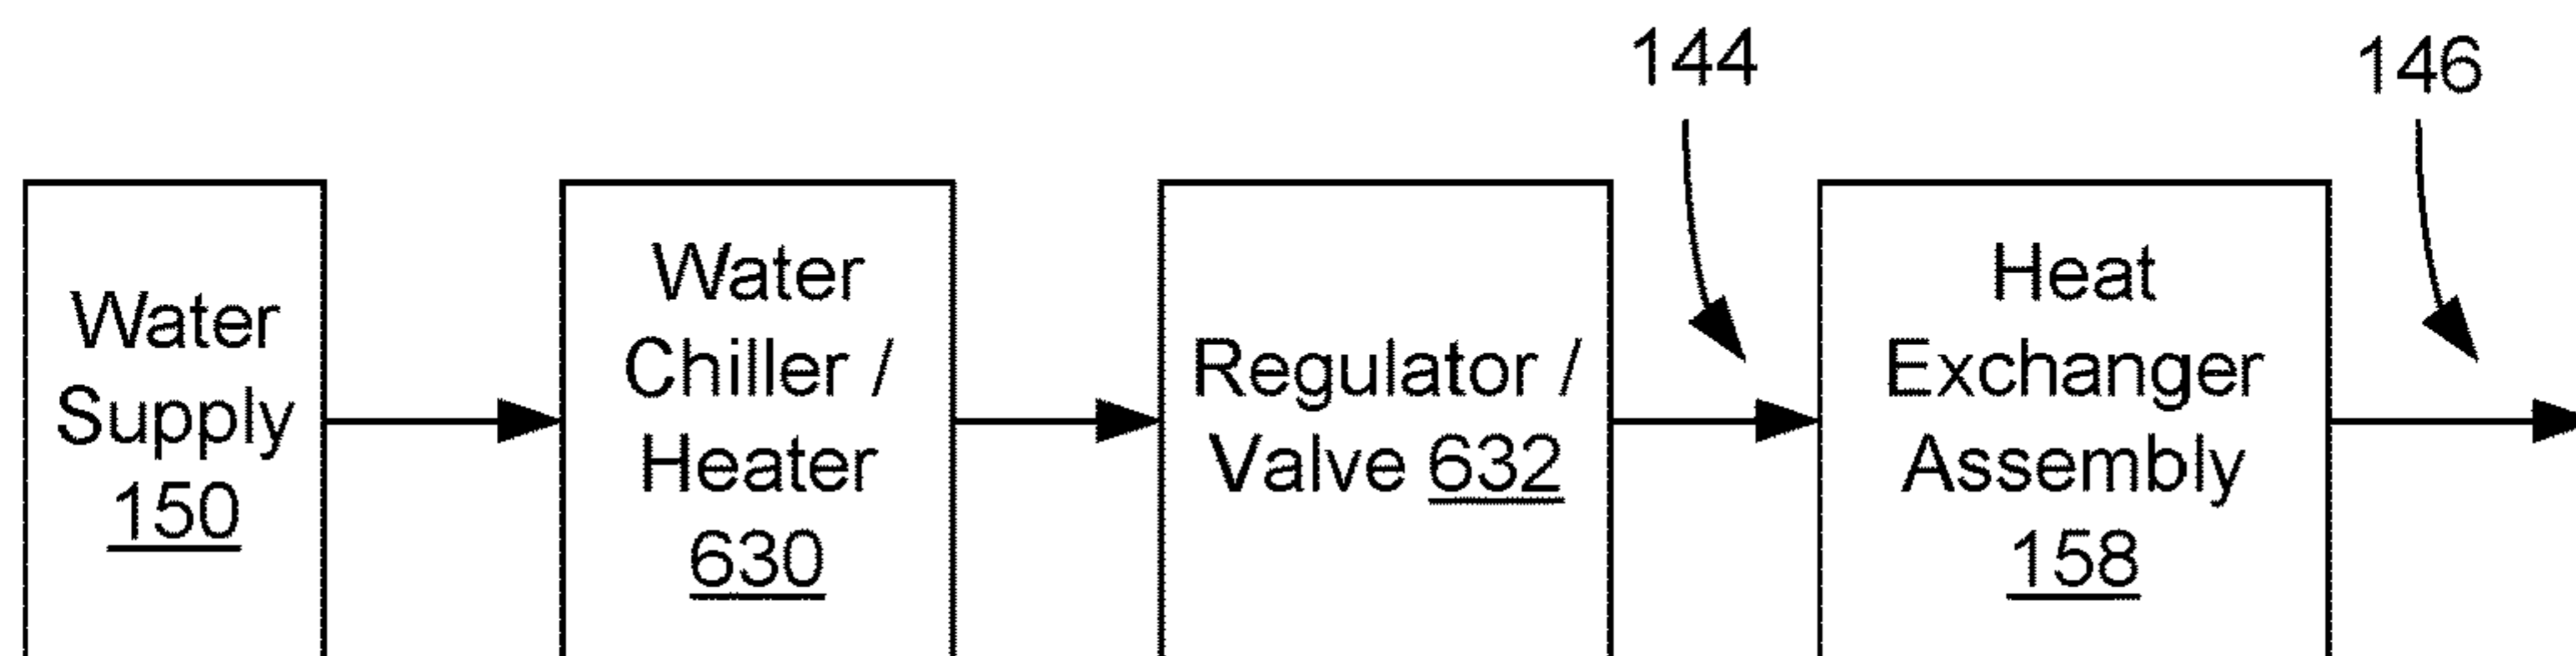 144
146
Water
Supply
150
Water
Chiller /
Heater
630
Regulator /
Valve 632
Heat
Exchanger
Assembly
158